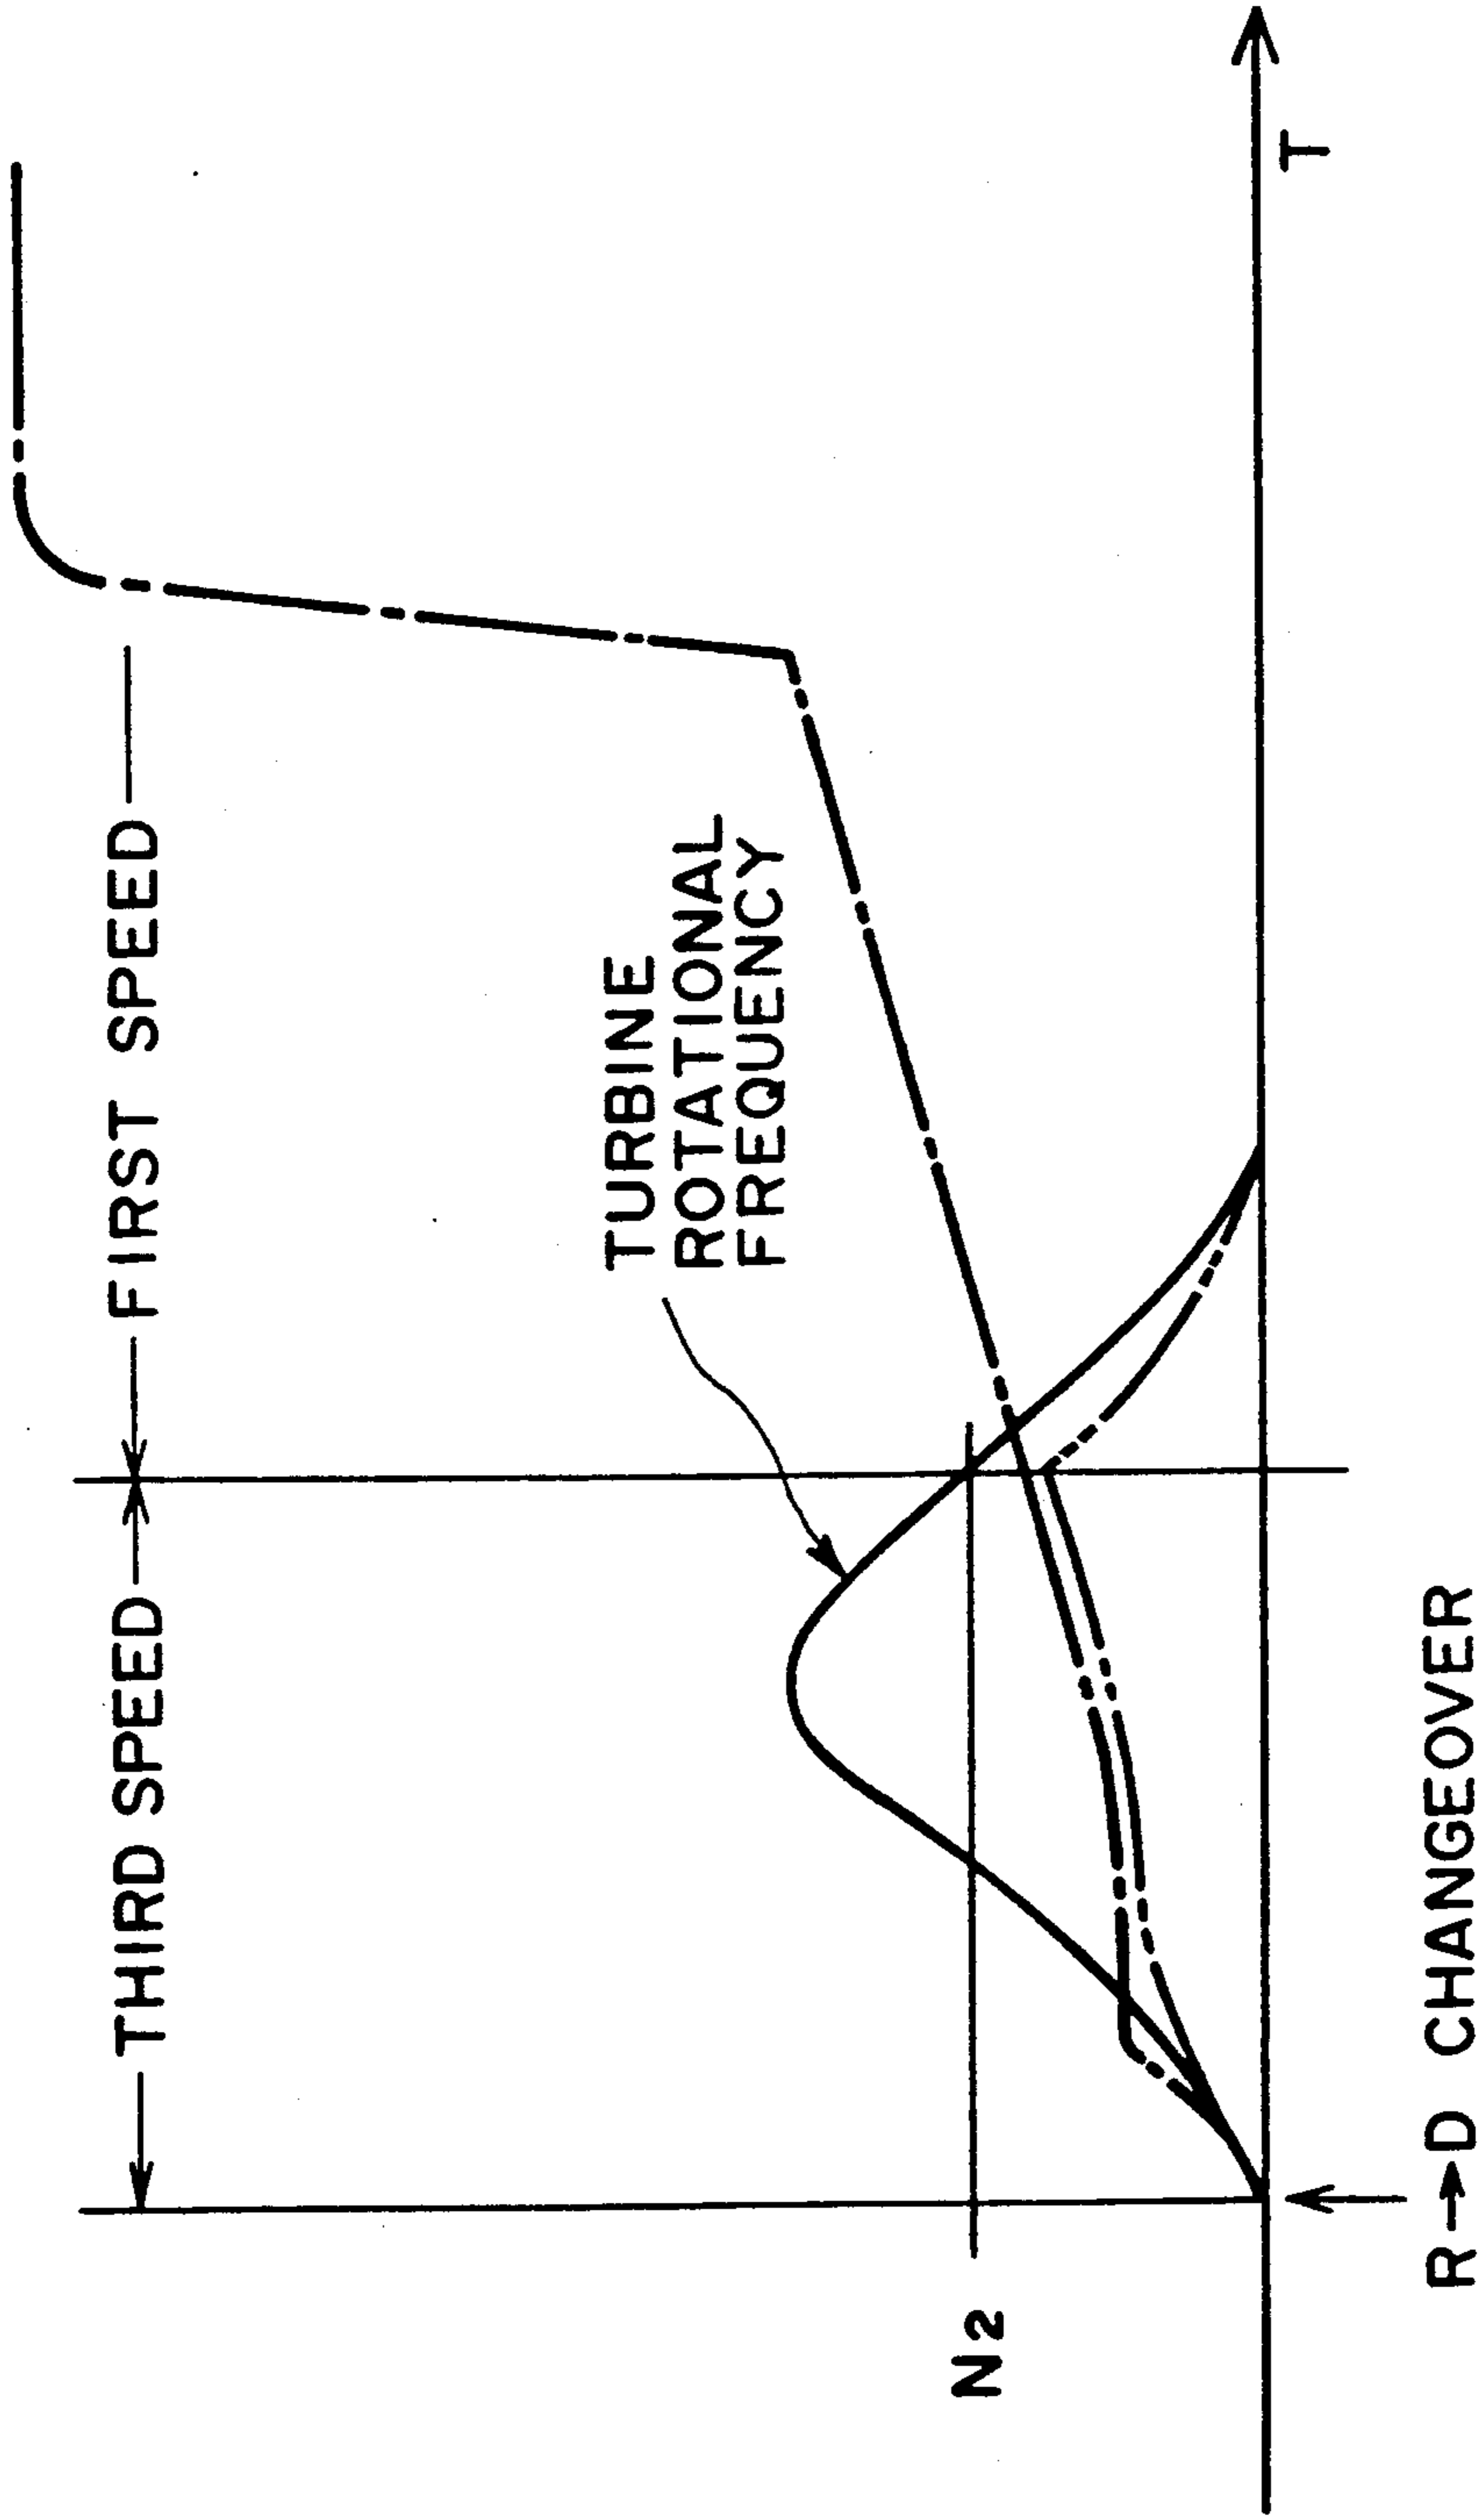 THIRD SPEED
FIRST SPEED
TURBINE
ROTATIONAL
FREQUENCY
N2
T
R→D CHANGEOVER